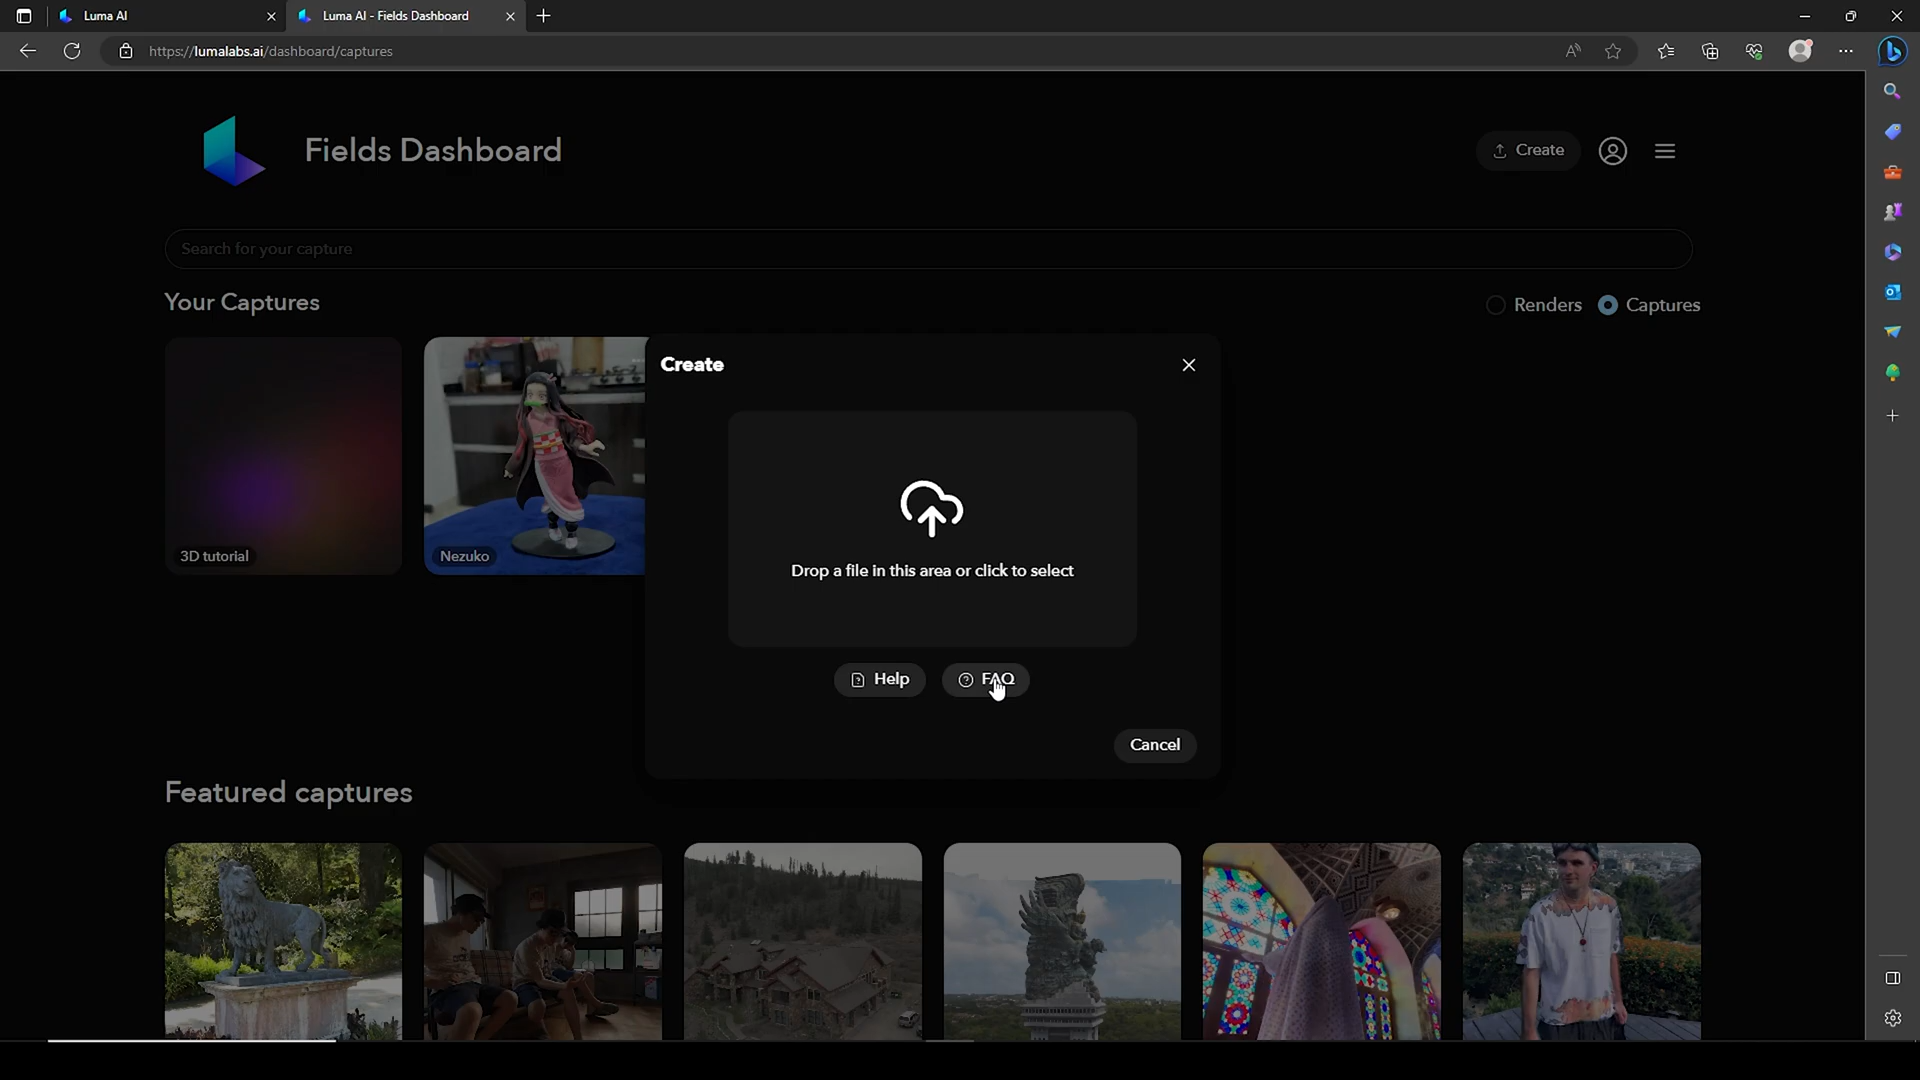 Luma AI
Luma AI - Fields Dashboard
https://lumalabs.ai/dashboard/captures
Fields Dashboard
Create
Search for your capture
Your Captures
Renders
Captures
Create
3D tutorial
Nezuko
Drop a file in this area or click to select
Help
FAQ
Cancel
Featured captures